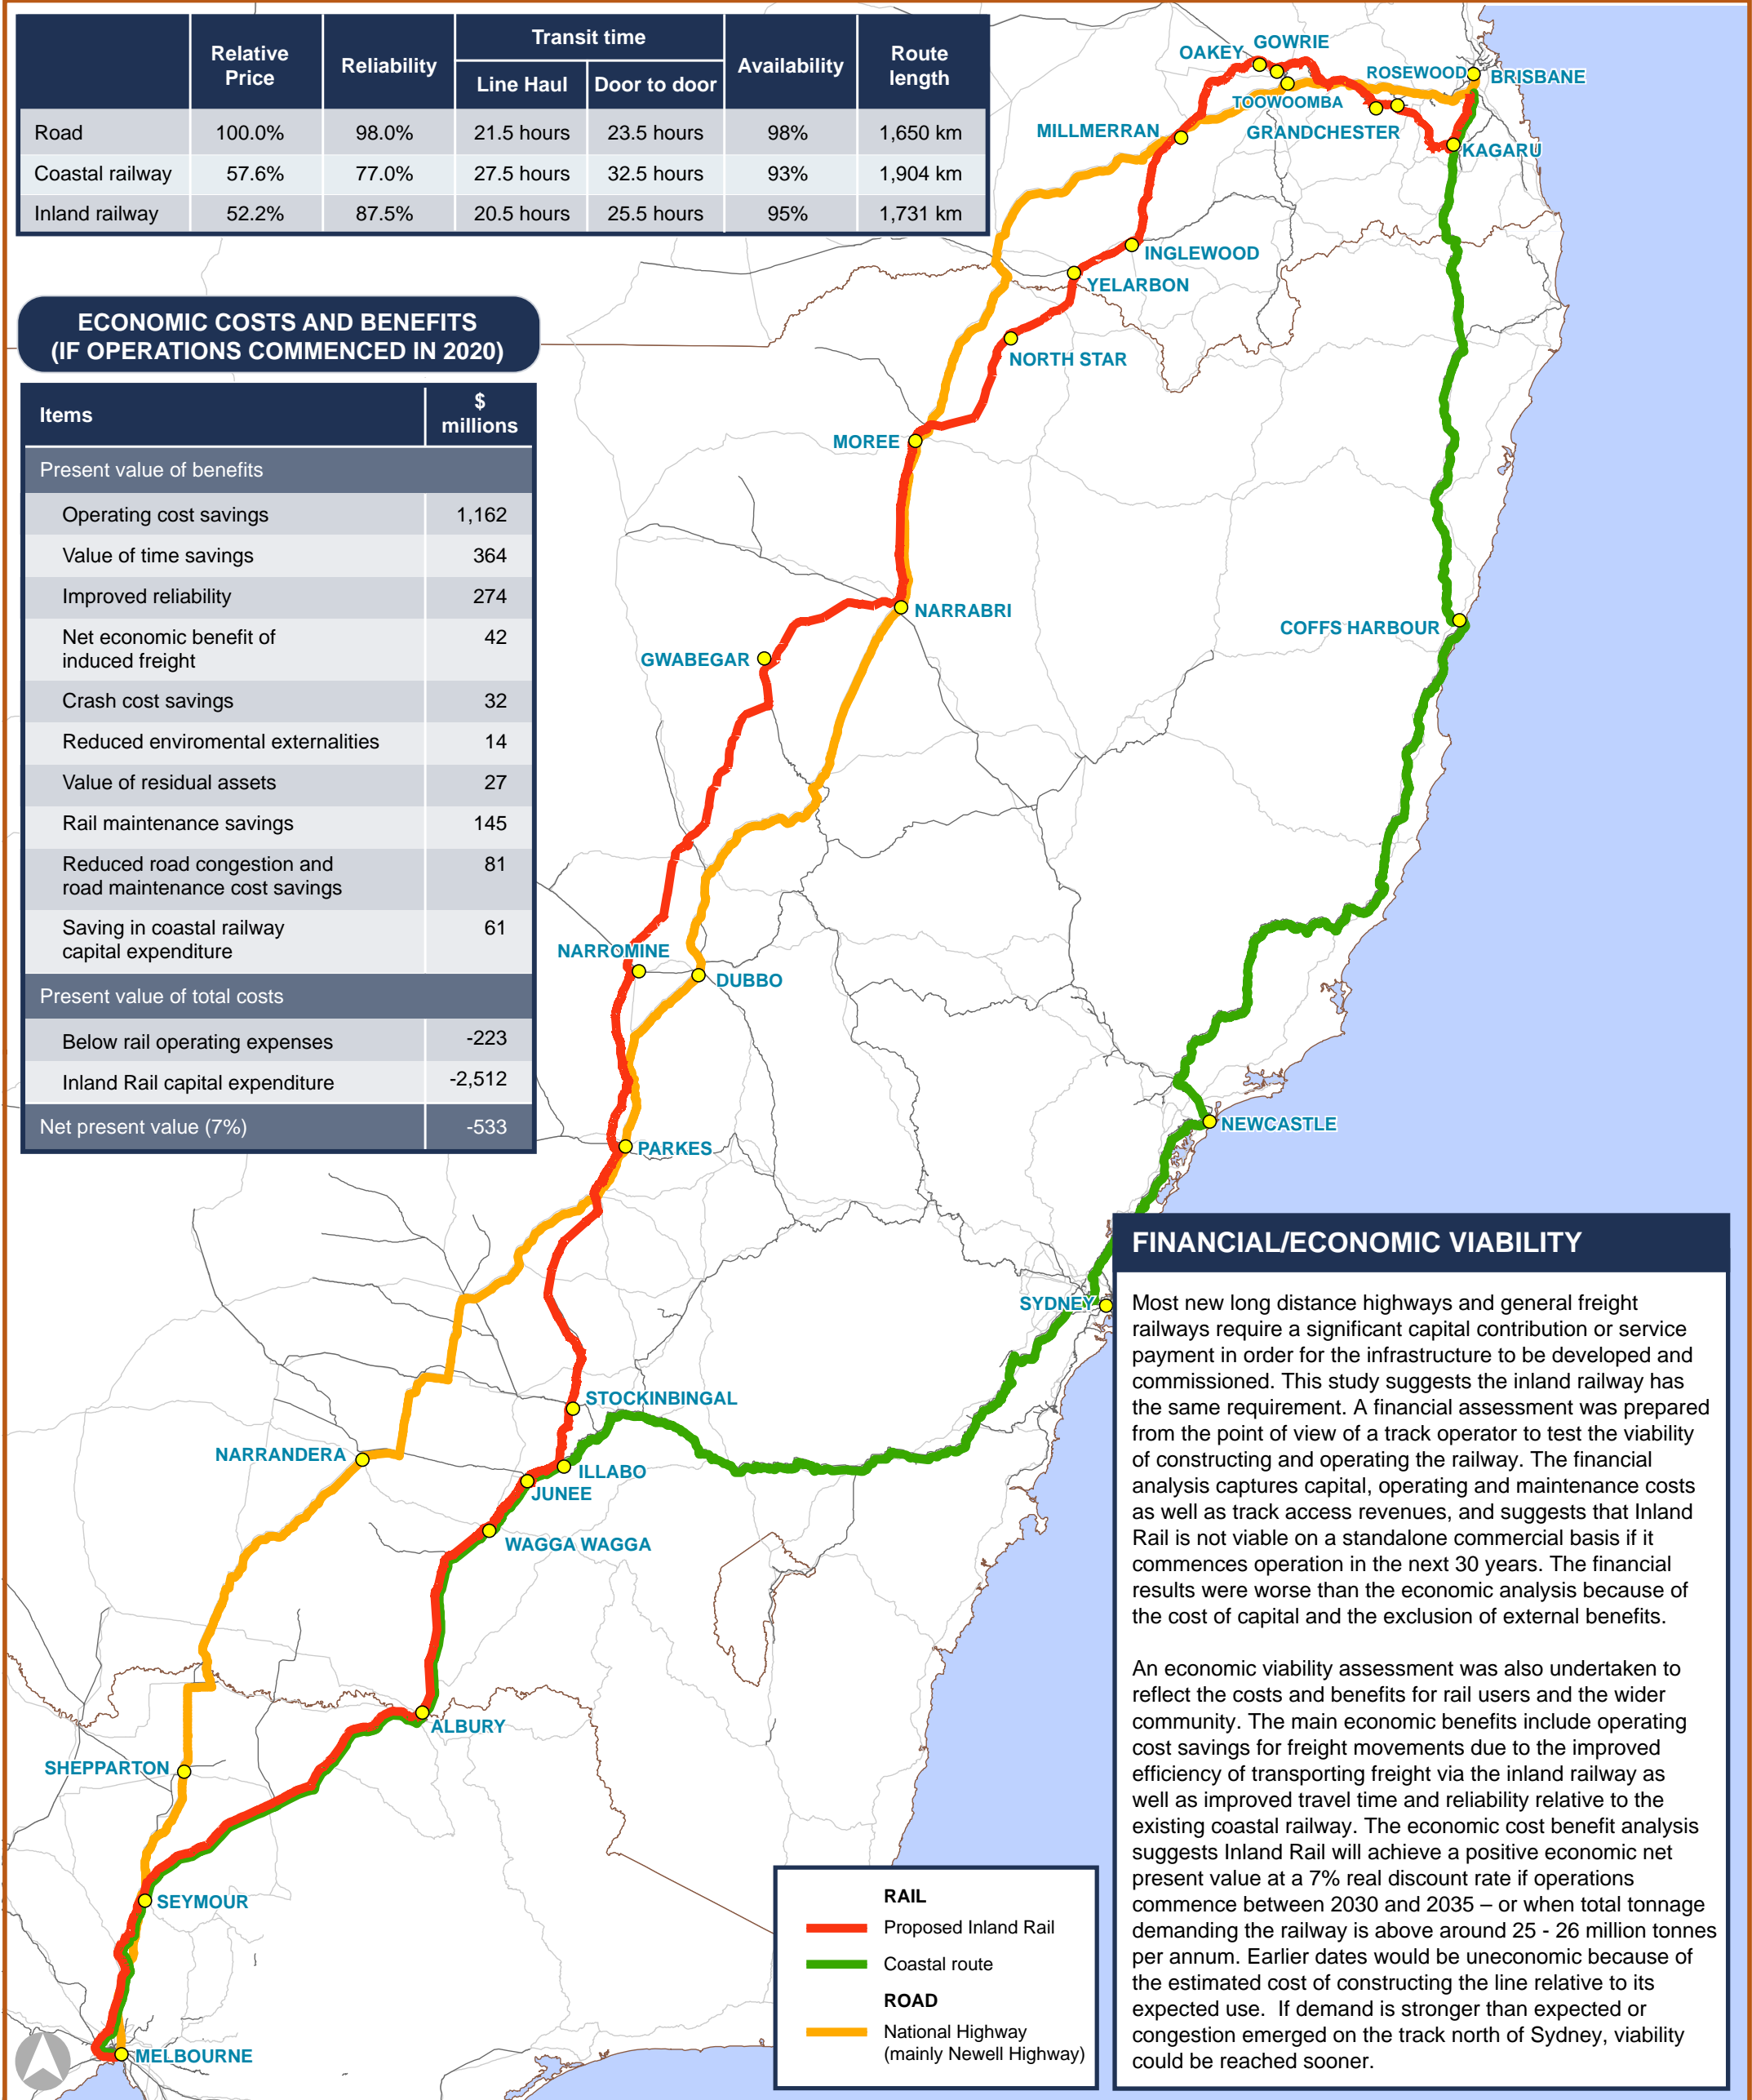 Relative Price | Reliability | Transit time | Availability | Route length
Line Haul | Door to door
Road | 100.0% | 98.0% | 21.5 hours | 23.5 hours | 98% | 1,650 km
Coastal railway | 57.6% | 77.0% | 27.5 hours | 32.5 hours | 93% | 1,904 km
Inland railway | 52.2% | 87.5% | 20.5 hours | 25.5 hours | 95% | 1,731 km
ECONOMIC COSTS AND BENEFITS
(IF OPERATIONS COMMENCED IN 2020)
Items | $ millions
Present value of benefits
Operating cost savings 1,162
Value of time savings 364
Improved reliability 274
Net economic benefit of
induced freight 42
Crash cost savings 32
Reduced enviromental externalities 14
Value of residual assets 27
Rail maintenance savings 145
Reduced road congestion and
road maintenance cost savings 81
Saving in coastal railway
capital expenditure 61
Present value of total costs
Below rail operating expenses -223
Inland Rail capital expenditure -2,512
Net present value (7%) -533
OAKEY
GOWRIE
ROSEWOOD
BRISBANE
TOOWOOMBA
MILLMERRAN
GRANDCHESTER
KAGARU
INGLEWOOD
YELARBON
NORTH STAR
MOREE
NARRABRI
COFFS HARBOUR
GWABEGAR
NARROMINE
DUBBO
NEWCASTLE
PARKES
SYDNEY
STOCKINBINGAL
NARRANDERA
ILLABO
JUNEE
WAGGA WAGGA
ALBURY
SHEPPARTON
SEYMOUR
MELBOURNE
RAIL
Proposed Inland Rail
Coastal route
ROAD
National Highway
(mainly Newell Highway)
FINANCIAL/ECONOMIC VIABILITY
Most new long distance highways and general freight
railways require a significant capital contribution or service
payment in order for the infrastructure to be developed and
commissioned. This study suggests the inland railway has
the same requirement. A financial assessment was prepared
from the point of view of a track operator to test the viability
of constructing and operating the railway. The financial
analysis captures capital, operating and maintenance costs
as well as track access revenues, and suggests that Inland
Rail is not viable on a standalone commercial basis if it
commences operation in the next 30 years. The financial
results were worse than the economic analysis because of
the cost of capital and the exclusion of external benefits.
An economic viability assessment was also undertaken to
reflect the costs and benefits for rail users and the wider
community. The main economic benefits include operating
cost savings for freight movements due to the improved
efficiency of transporting freight via the inland railway as
well as improved travel time and reliability relative to the
existing coastal railway. The economic cost benefit analysis
suggests Inland Rail will achieve a positive economic net
present value at a 7% real discount rate if operations
commence between 2030 and 2035 – or when total tonnage
demanding the railway is above around 25 - 26 million tonnes
per annum. Earlier dates would be uneconomic because of
the estimated cost of constructing the line relative to its
expected use. If demand is stronger than expected or
congestion emerged on the track north of Sydney, viability
could be reached sooner.